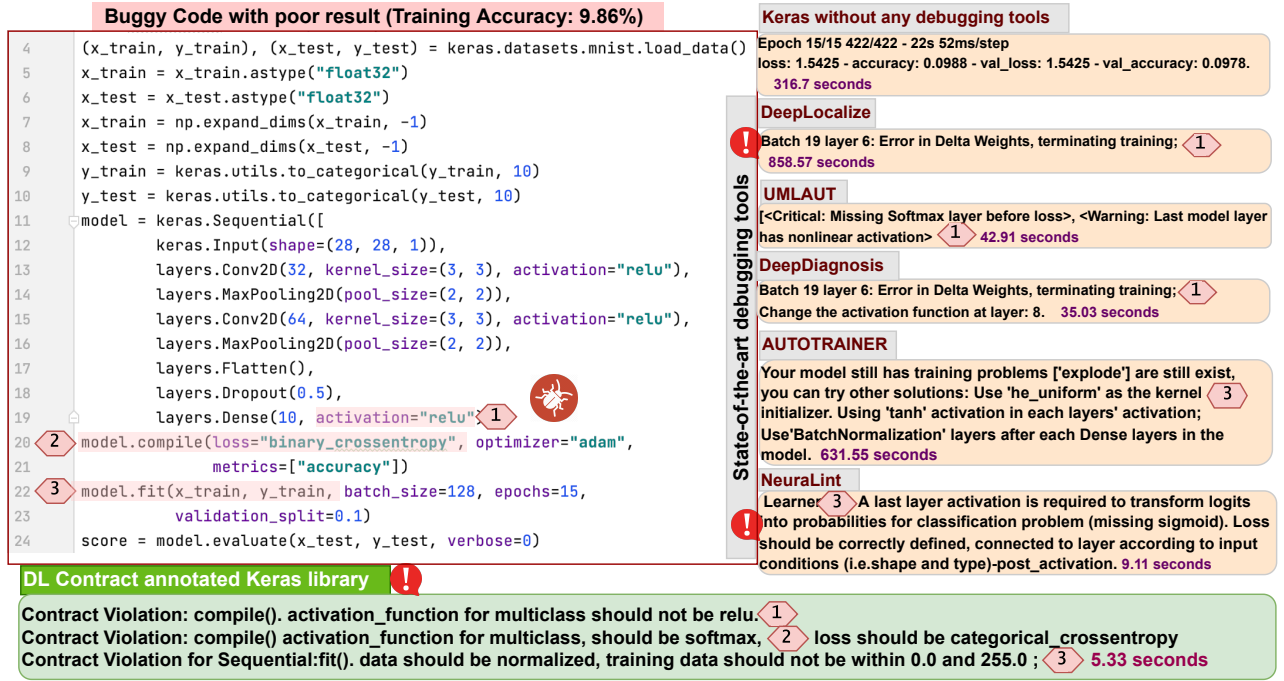 Buggy Code with poor result (Training Accuracy: 9.86%)
4 (x_train, y_train), (x_test, y_test) = keras.datasets.mnist.load_data()
5 x_train = x_train.astype("float32")
6 x_test = x_test.astype("float32")
7 x_train = np.expand_dims(x_train, -1)
8 x_test = np.expand_dims(x_test, -1)
9 y_train = keras.utils.to_categorical(y_train, 10)
10 y_test = keras.utils.to_categorical(y_test, 10)
11 model = keras.Sequential([
12 keras.Input(shape=(28, 28, 1)),
13 layers.Conv2D(32, kernel_size=(3, 3), activation="relu"),
14 layers.MaxPooling2D(pool_size=(2, 2)),
15 layers.Conv2D(64, kernel_size=(3, 3), activation="relu"),
16 layers.MaxPooling2D(pool_size=(2, 2)),
17 layers.Flatten(),
18 layers.Dropout(0.5),
19 layers.Dense(10, activation="relu") 1
20 2 model.compile(loss="binary_crossentropy", optimizer="adam",
21 metrics=["accuracy"])
22 3 model.fit(x_train, y_train, batch_size=128, epochs=15,
23 validation_split=0.1)
24 score = model.evaluate(x_test, y_test, verbose=0)
State-of-the-art debugging tools
Keras without any debugging tools
Epoch 15/15 422/422 - 22s 52ms/step
loss: 1.5425 - accuracy: 0.0988 - val_loss: 1.5425 - val_accuracy: 0.0978.
316.7 seconds
DeepLocalize
Batch 19 layer 6: Error in Delta Weights, terminating training; 1
858.57 seconds
UMLAUT
[<Critical: Missing Softmax layer before loss>, <Warning: Last model layer
has nonlinear activation> 1 42.91 seconds
DeepDiagnosis
Batch 19 layer 6: Error in Delta Weights, terminating training; 1
Change the activation function at layer: 8. 35.03 seconds
AUTOTRAINER
Your model still has training problems ['explode'] are still exist,
you can try other solutions: Use 'he_uniform' as the kernel 3
initializer. Using 'tanh' activation in each layers' activation;
Use'BatchNormalization' layers after each Dense layers in the
model. 631.55 seconds
NeuraLint
Learner 3 A last layer activation is required to transform logits
into probabilities for classification problem (missing sigmoid). Loss
should be correctly defined, connected to layer according to input
conditions (i.e.shape and type)-post_activation. 9.11 seconds
DL Contract annotated Keras library
Contract Violation: compile(). activation_function for multiclass should not be relu. 1
Contract Violation: compile() activation_function for multiclass, should be softmax, 2 loss should be categorical_crossentropy
Contract Violation for Sequential:fit(). data should be normalized, training data should not be within 0.0 and 255.0 ; 3 5.33 seconds